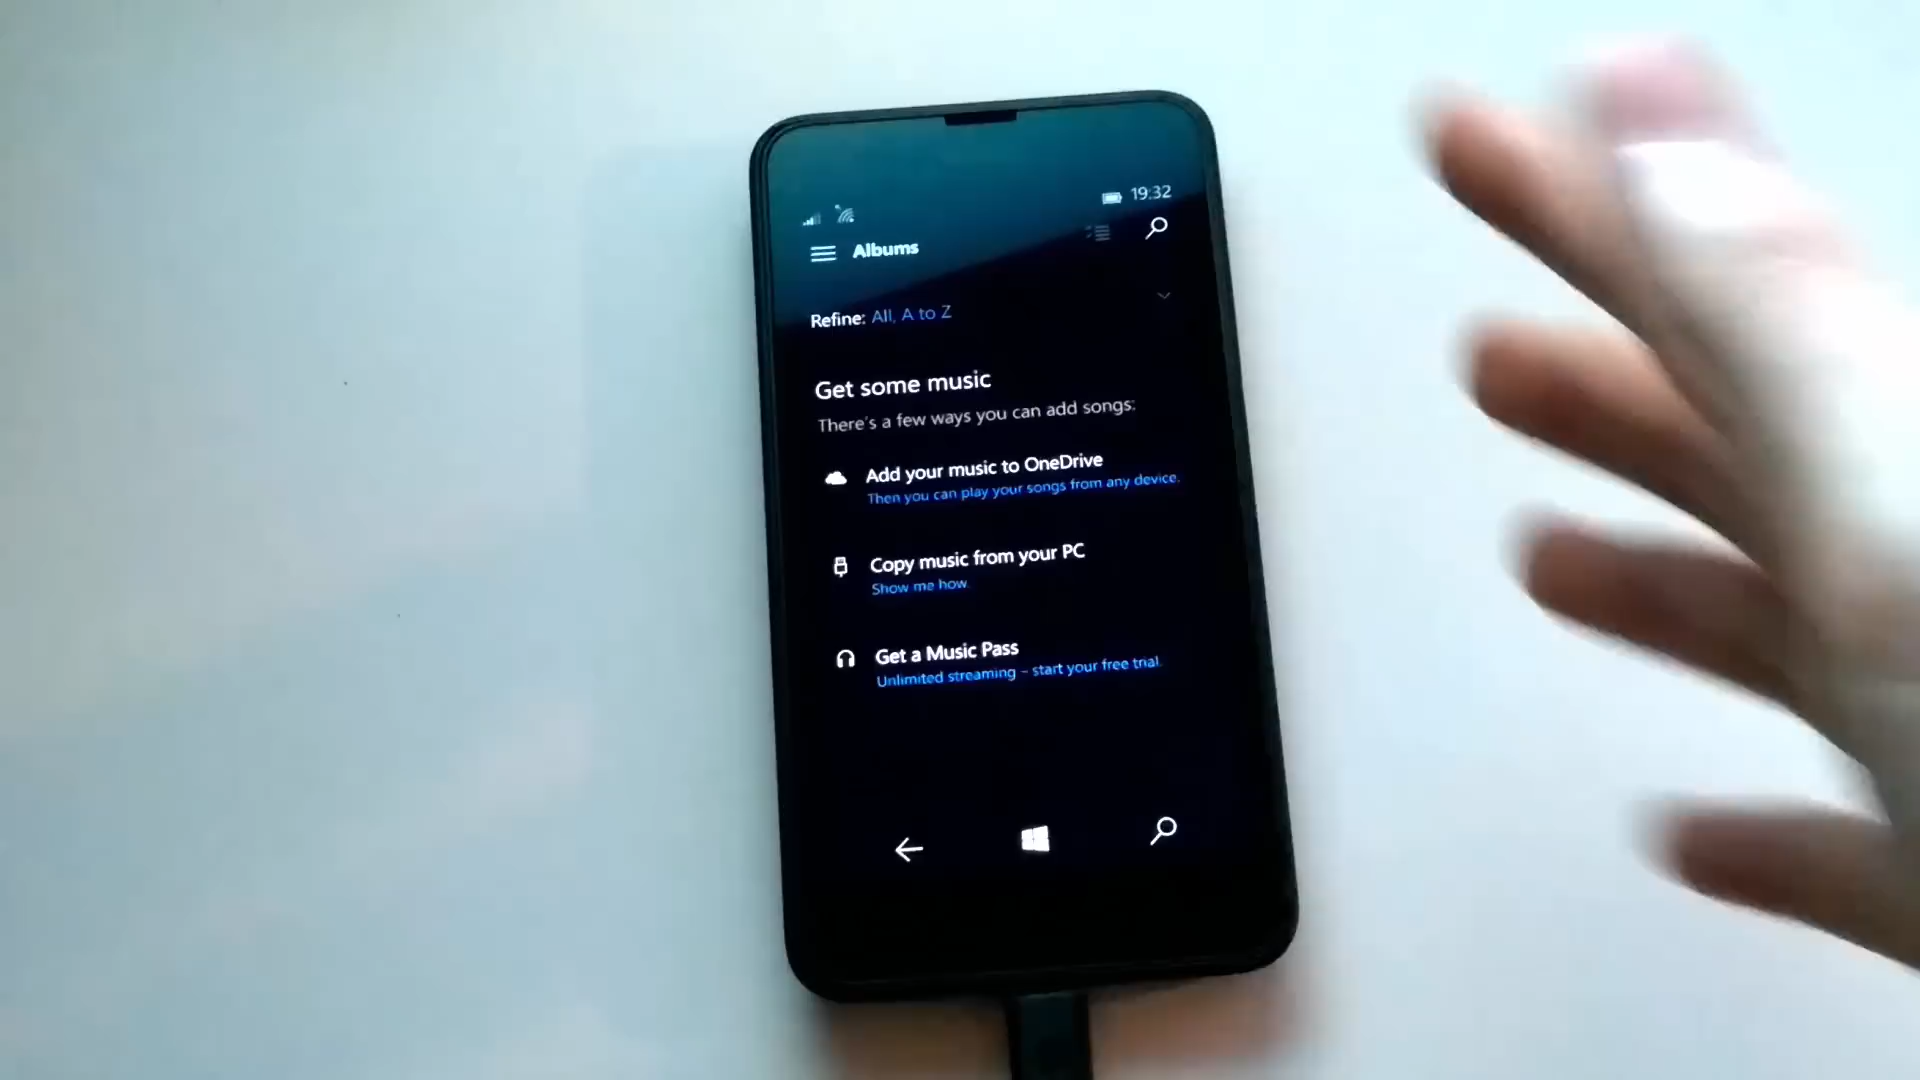 19:32
Albums
Refine: All, A to Z
Get some music
There's a few ways you can add songs:
Add your music to OneDrive
Then you can play your songs from any device.
Copy music from your PC
Show me how.
Get a Music Pass
Unlimited streaming – start your free trial.